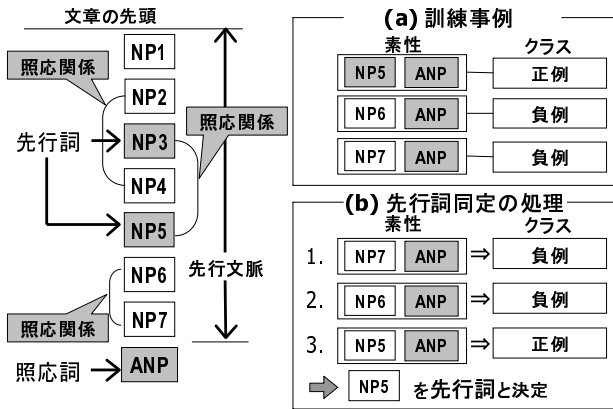 文章の先頭
NP1
照応関係
NP2
先行詞
NP3
照応関係
NP4
NP5
先行文脈
NP6
照応関係
NP7
照応詞
ANP
(a) 訓練事例
素性 クラス
NP5 ANP 正例
NP6 ANP 負例
NP7 ANP 負例
(b) 先行詞同定の処理
素性 クラス
1. NP7 ANP ⇒ 負例
2. NP6 ANP ⇒ 負例
3. NP5 ANP ⇒ 正例
NP5 を先行詞と決定